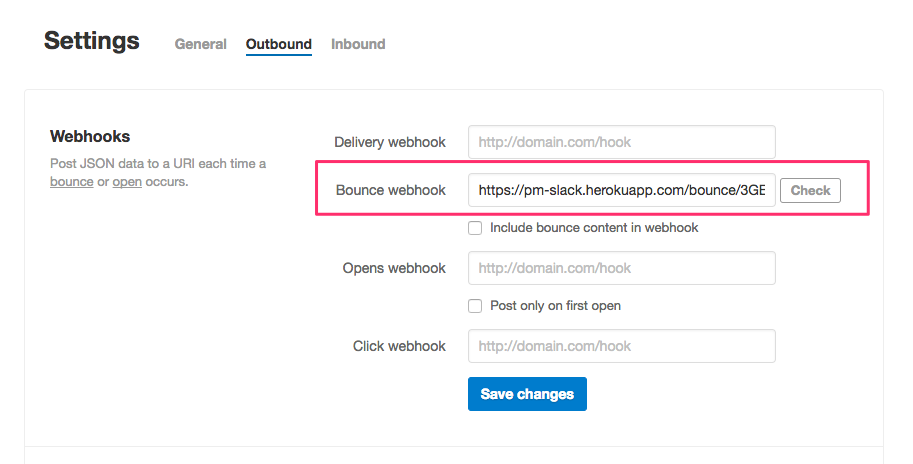 Settings General Outbound Inbound
Webhooks
Post JSON data to a URI each time a
bounce or open occurs.
Delivery webhook http://domain.com/hook
Bounce webhook https://pm-slack.herokuapp.com/bounce/3GE Check
Include bounce content in webhook
Opens webhook http://domain.com/hook
Post only on first open
Click webhook http://domain.com/hook
Save changes